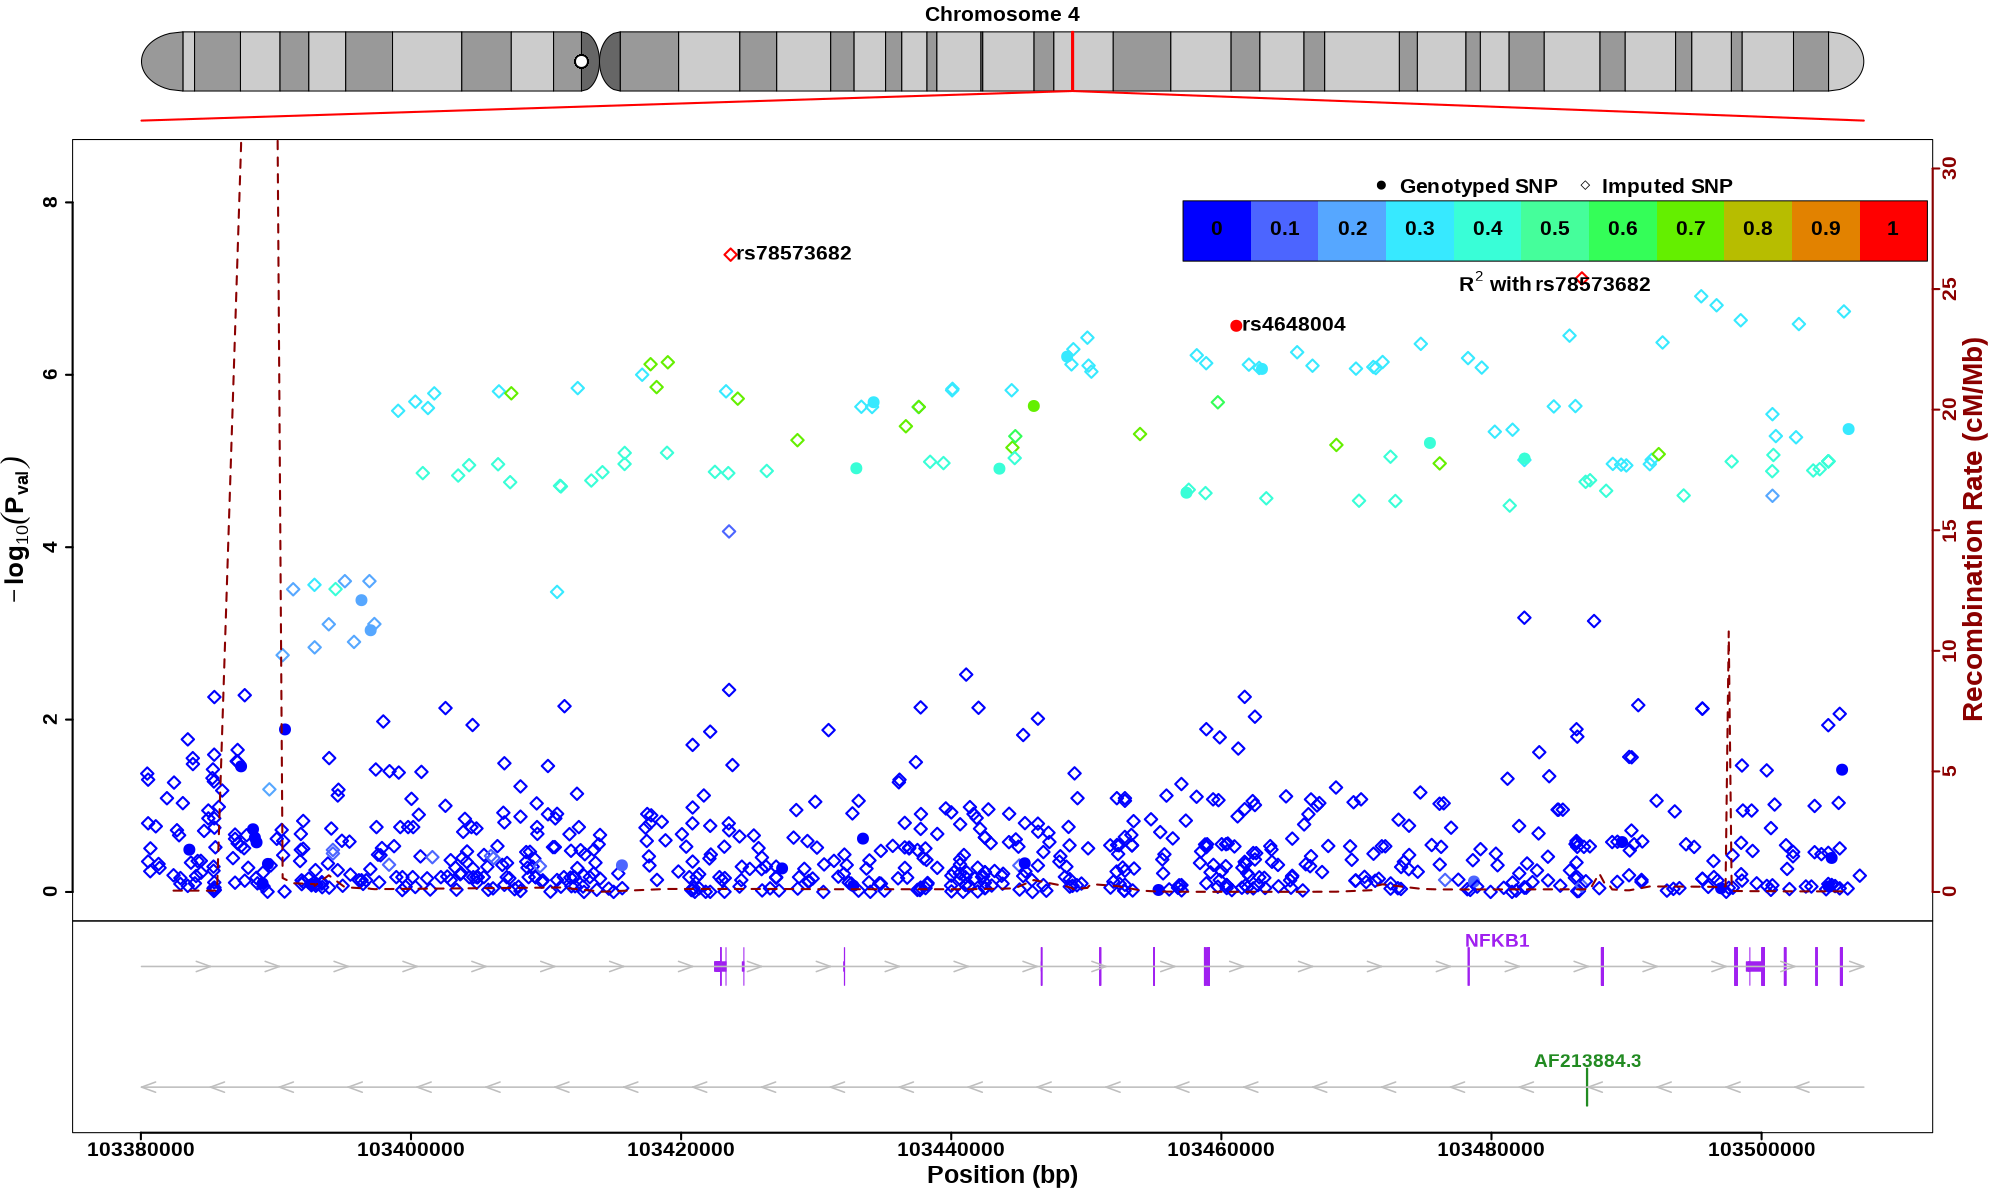 Chromosome 4
Genotyped SNP
Imputed SNP
0 0.1 0.2 0.3 0.4 0.5 0.6 0.7 0.8 0.9 1
R2 with rs78573682
rs78573682
rs4648004
8
6
4
2
0
−log10(Pval)
30
25
20
15
10
5
0
Recombination Rate (cM/Mb)
NFKB1
AF213884.3
103380000 103400000 103420000 103440000 103460000 103480000 103500000
Position (bp)